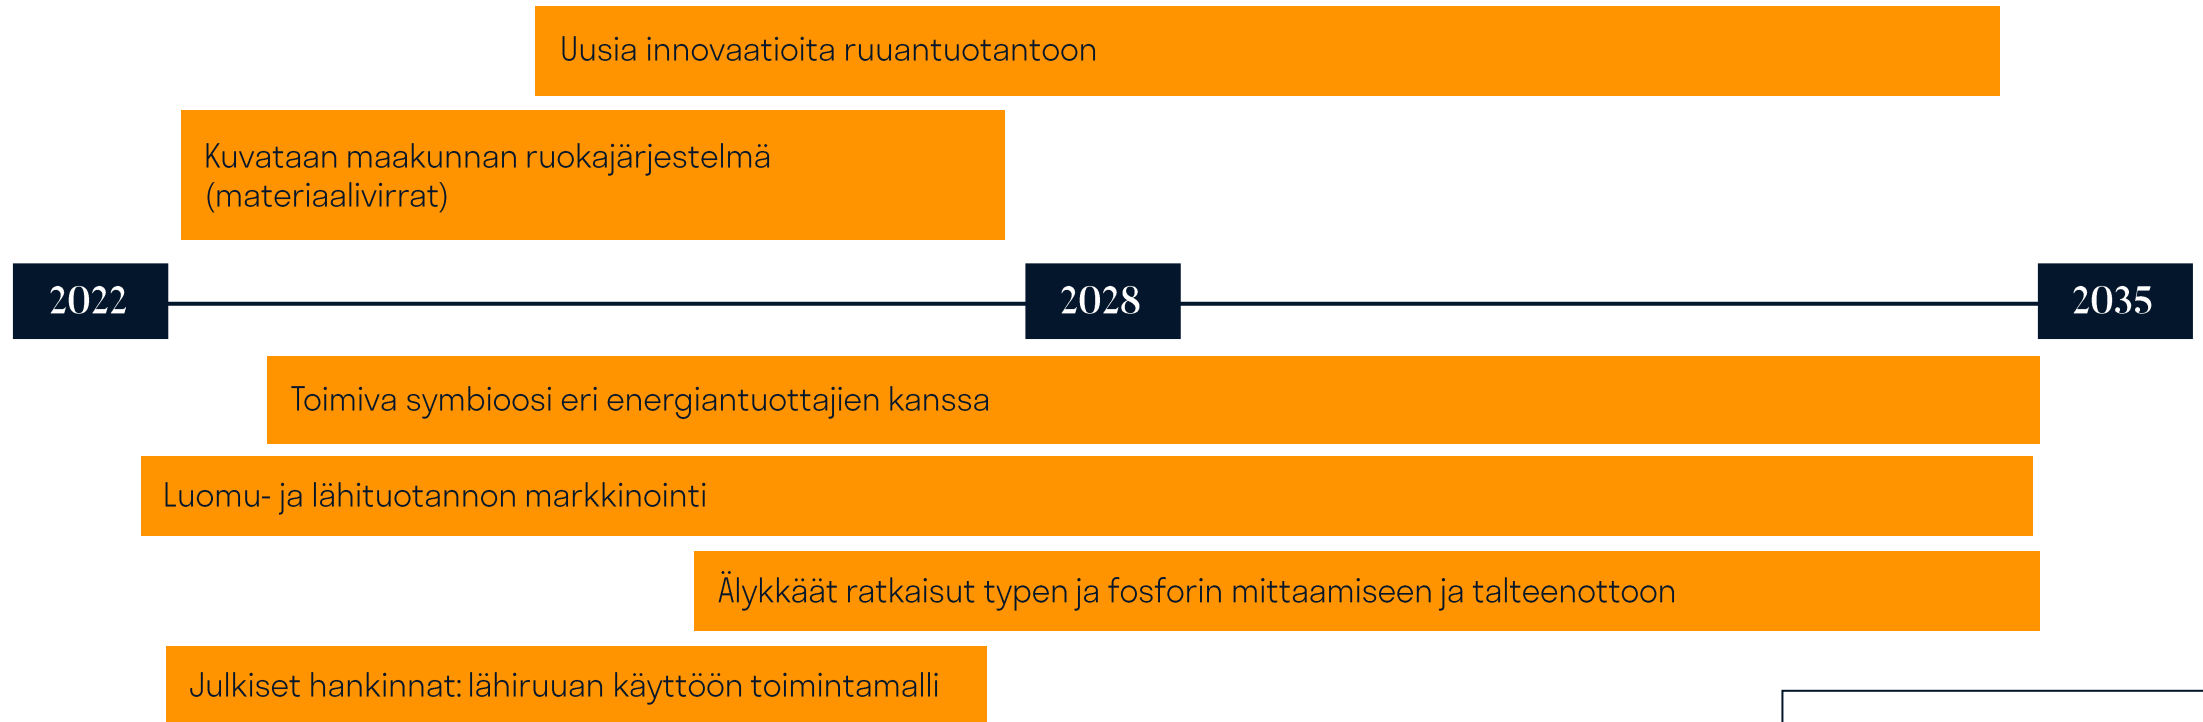 Uusia innovaatioita ruuantuotantoon
Kuvataan maakunnan ruokajärjestelmä
(materiaalivirrat)
2022
2028
2035
Toimiva symbioosi eri energiantuottajien kanssa
Luomu- ja lähituotannon markkinointi
Älykkäät ratkaisut typen ja fosforin mittaamiseen ja talteenottoon
Julkiset hankinnat: lähiruuan käyttöön toimintamalli